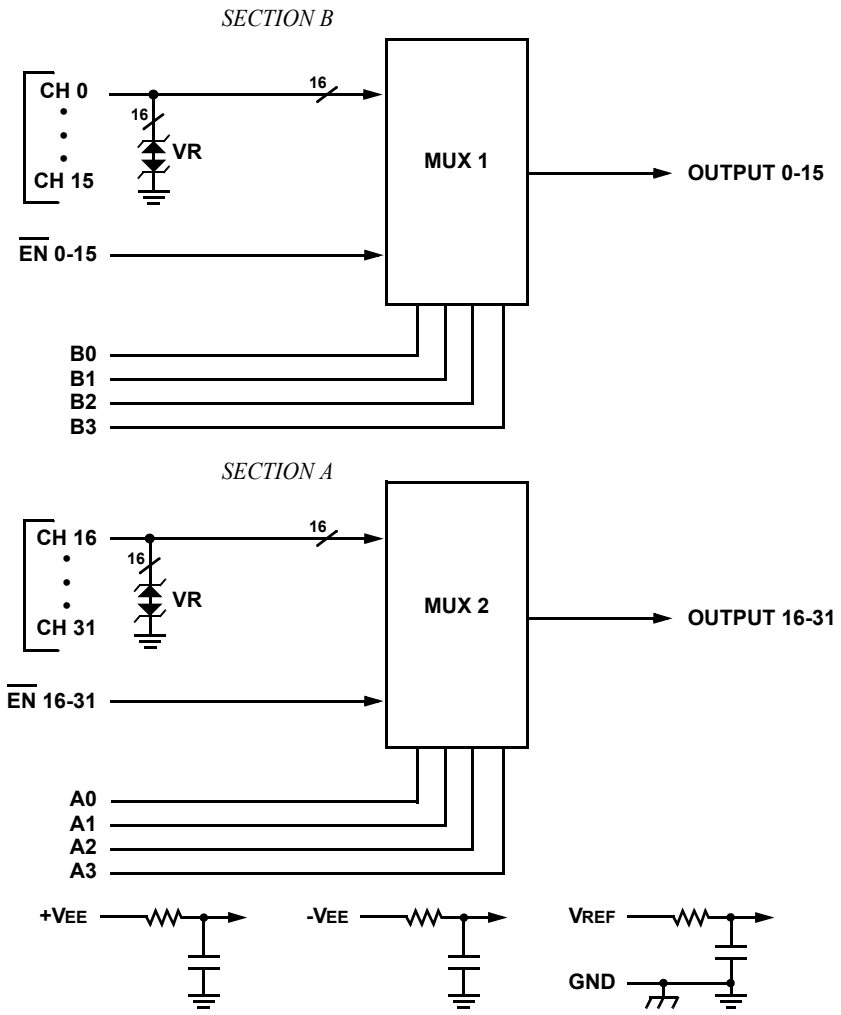 SECTION B
CH 0
16
16
VR
CH 15
MUX 1
OUTPUT 0-15
EN 0-15
B0
B1
B2
B3
SECTION A
CH 16
16
16
VR
CH 31
MUX 2
OUTPUT 16-31
EN 16-31
A0
A1
A2
A3
+VEE
-VEE
VREF
GND